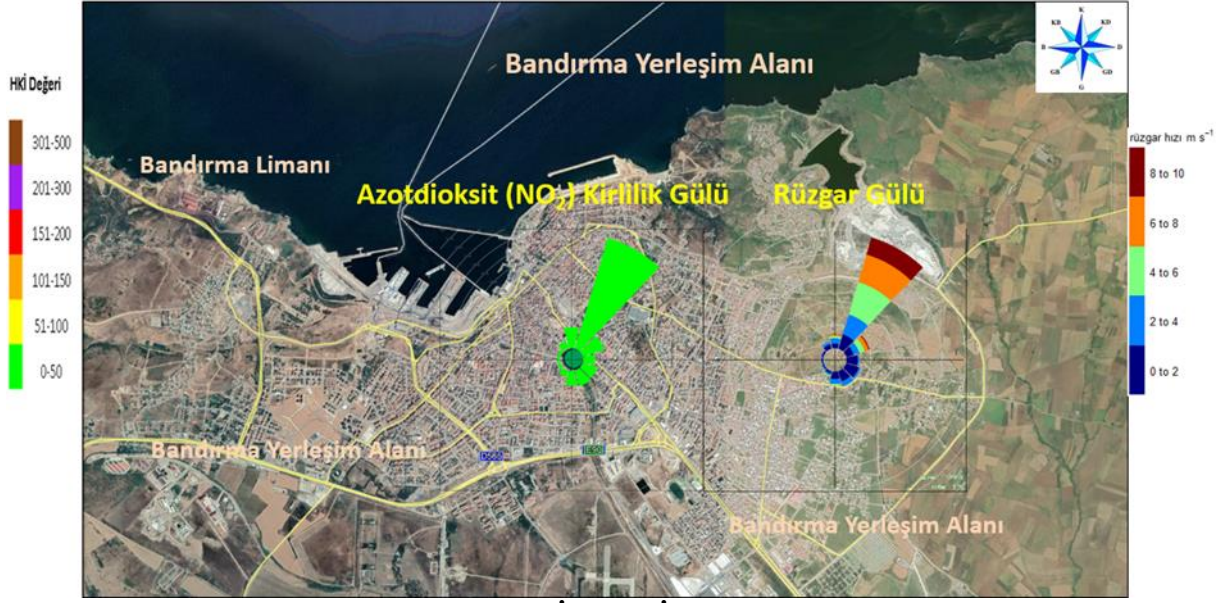 Bandırma Yerleşim Alanı
K
KB
KD
B
D
GB
GD
G
HKİ Değeri
301-500
201-300
151-200
101-150
51-100
0-50
Bandırma Limanı
Azotdioksit (NO₂) Kirlilik Gülü
Rüzgar Gülü
rüzgar hızı m s⁻¹
8 to 10
6 to 8
4 to 6
2 to 4
0 to 2
Bandırma Yerleşim Alanı
D565
Bandırma Yerleşim Alanı